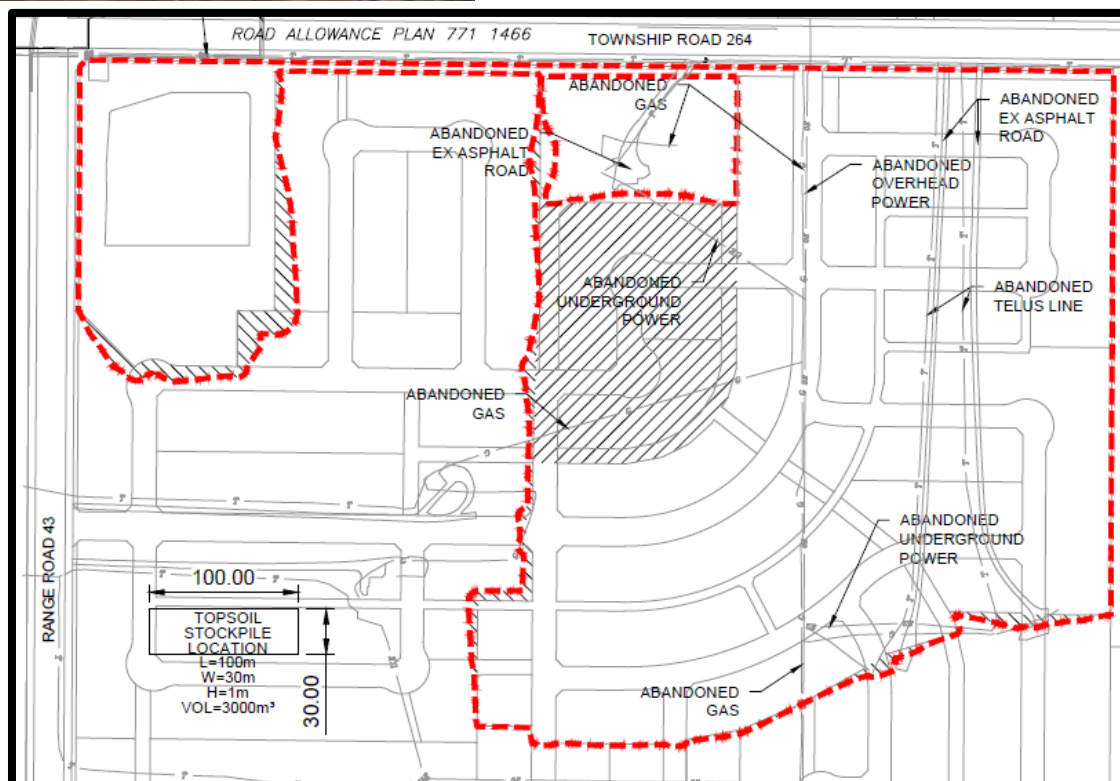 ROAD ALLOWANCE PLAN 771 1466
TOWNSHIP ROAD 264
ABANDONED
GAS
ABANDONED
EX ASPHALT
ROAD
ABANDONED
EX ASPHALT
ROAD
ABANDONED
OVERHEAD
POWER
ABANDONED
UNDERGROUND
POWER
ABANDONED
TELUS LINE
ABANDONED
GAS
RANGE ROAD 43
ABANDONED
UNDERGROUND
POWER
100.00
TOPSOIL
STOCKPILE
LOCATION
L=100m
W=30m
H=1m
VOL=3000m³
30.00
ABANDONED
GAS